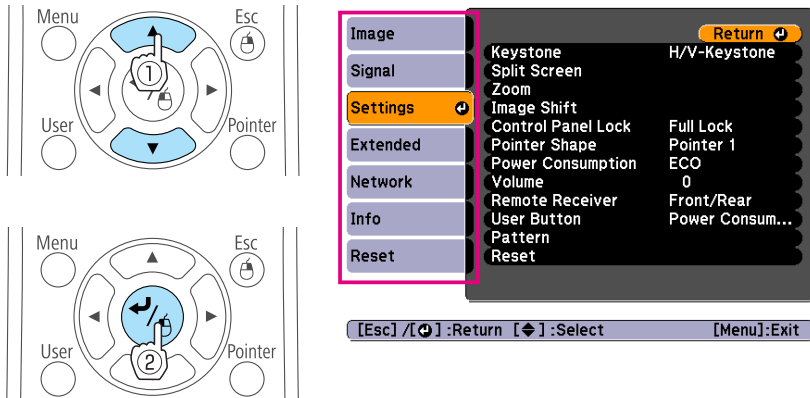 Menu
Esc
①
User
Pointer
Menu
Esc
User
Pointer
②
Image
Signal
Settings
Extended
Network
Info
Reset
Return
Keystone H/V-Keystone
Split Screen
Zoom
Image Shift
Control Panel Lock Full Lock
Pointer Shape Pointer 1
Power Consumption ECO
Volume 0
Remote Receiver Front/Rear
User Button Power Consum...
Pattern
Reset
[Esc] /[⏎] :Return [◆] :Select [Menu]:Exit